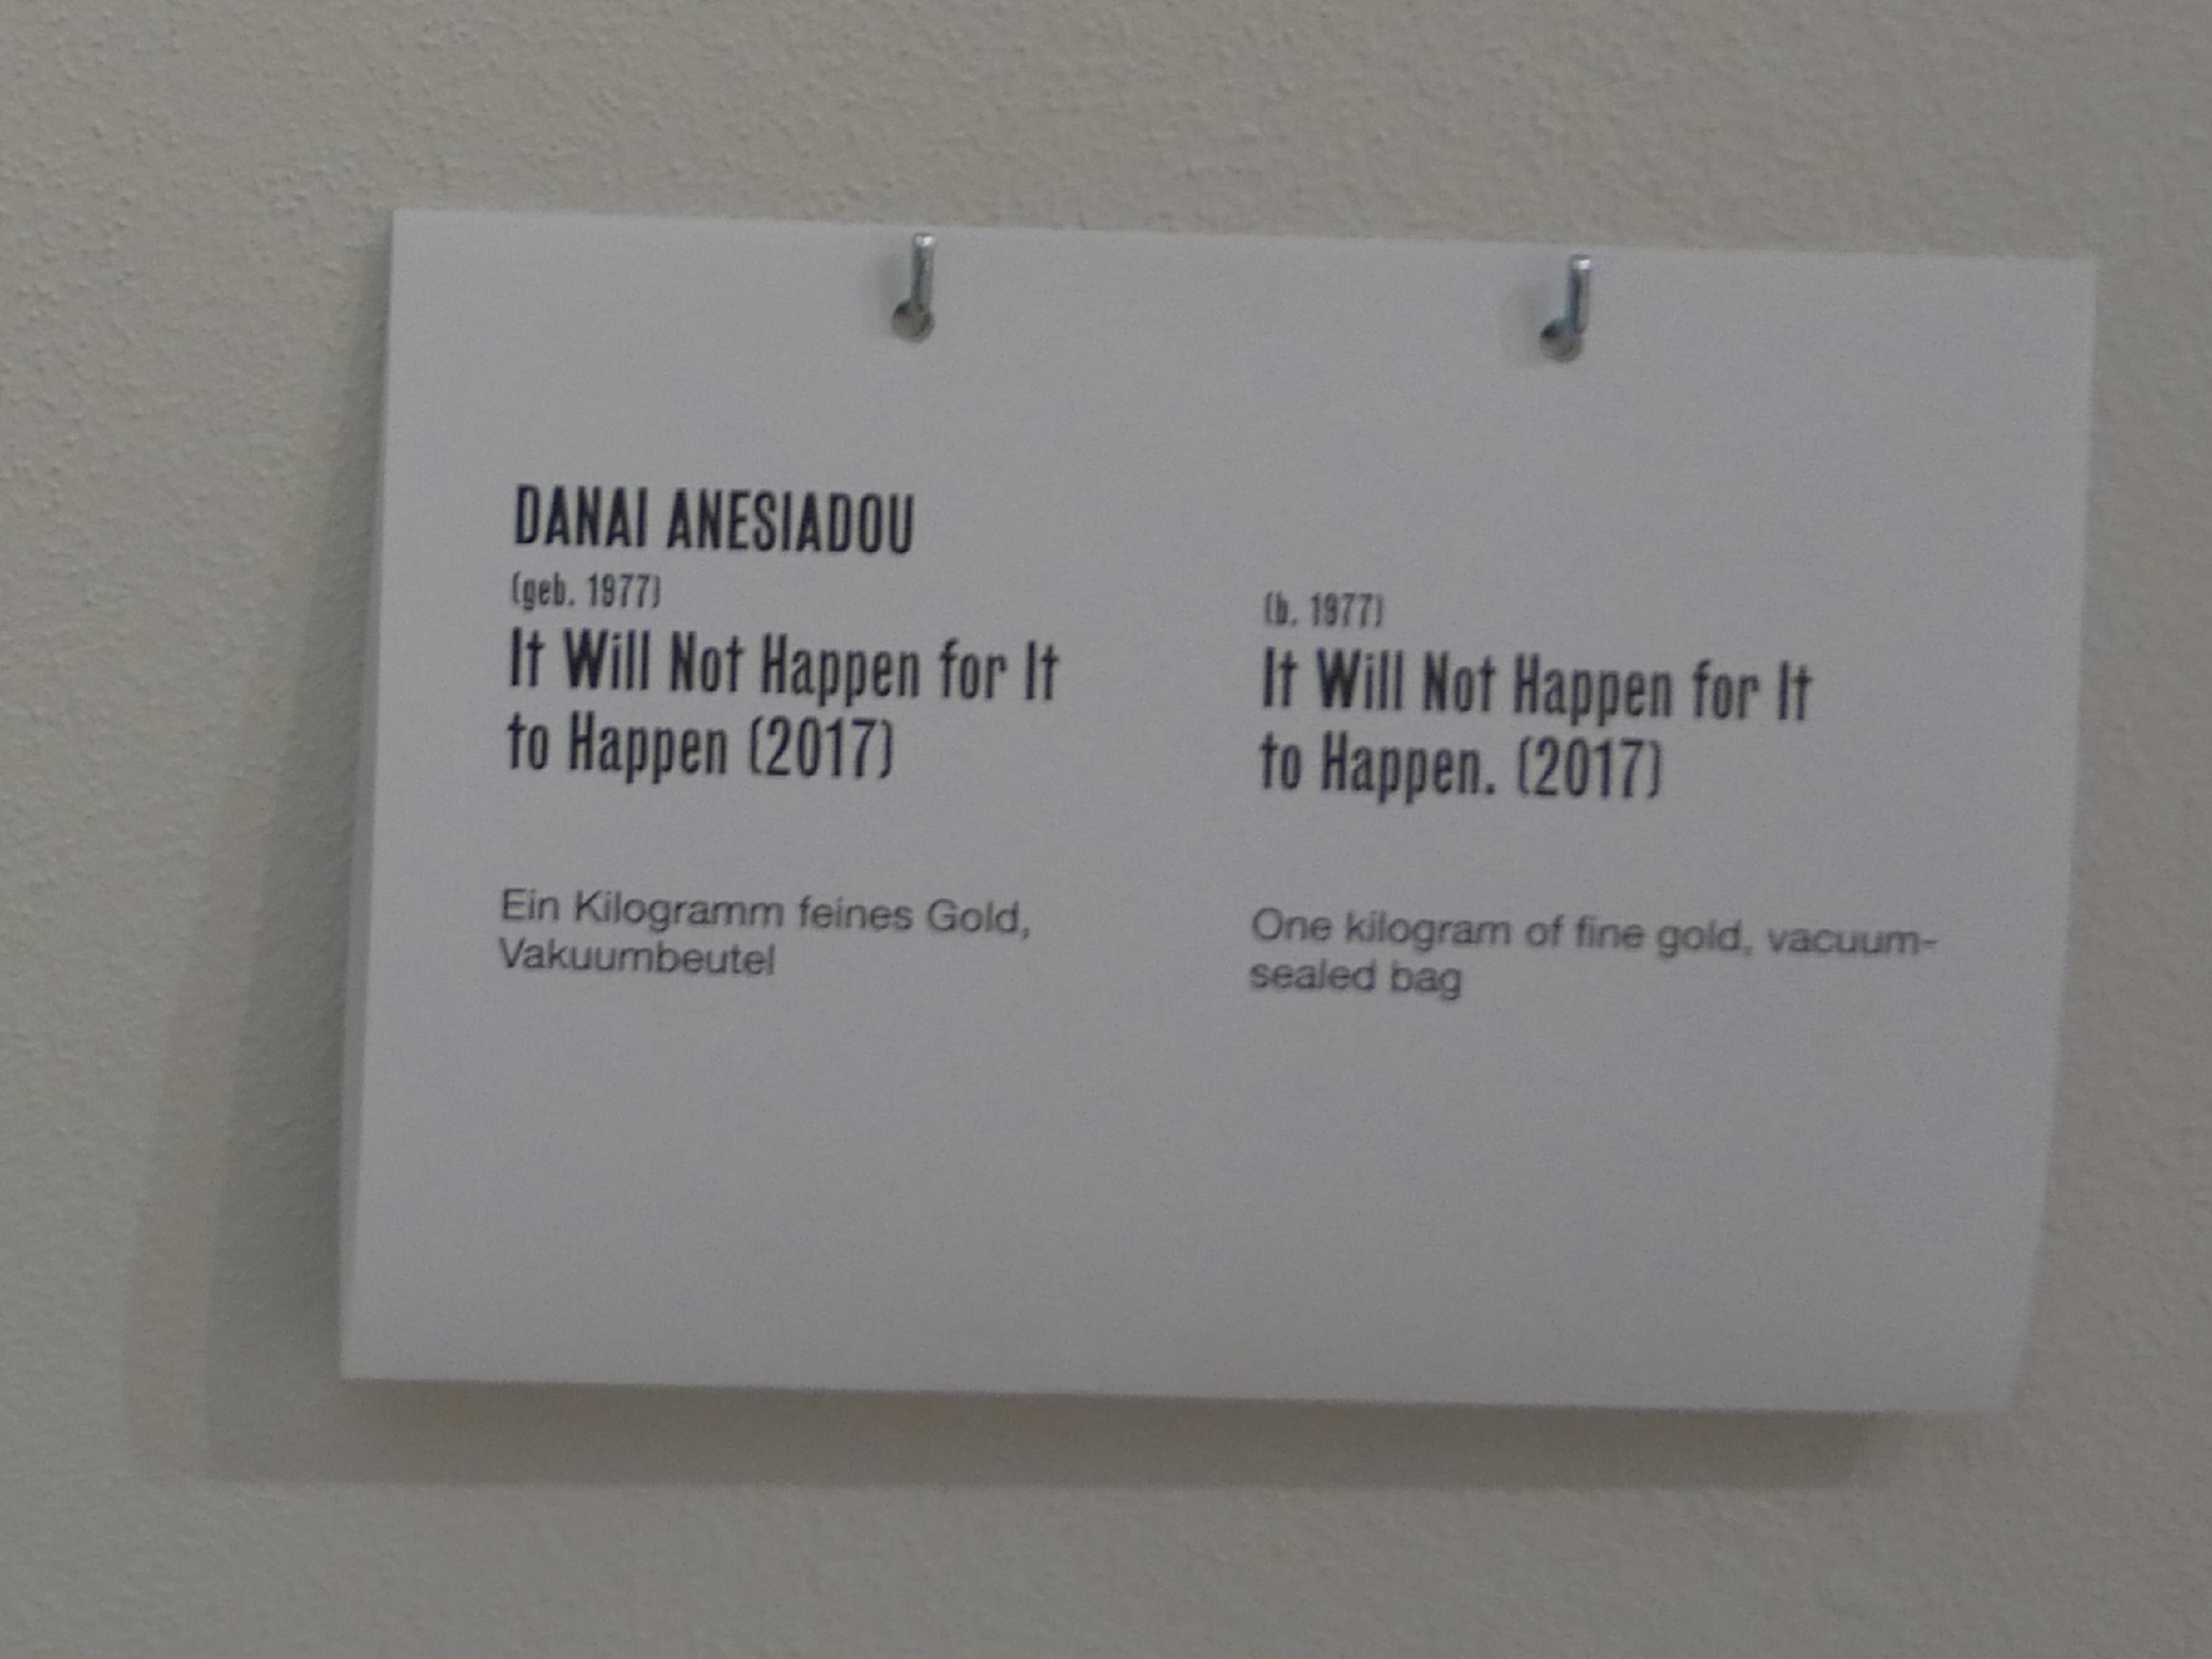 DANAI ANESIADOU
(geb. 1977)
It Will Not Happen for It
to Happen (2017)
Ein Kilogramm feines Gold,
Vakuumbeutel
(b. 1977)
It Will Not Happen for It
to Happen. (2017)
One kilogram of fine gold, vacuum-
sealed bag